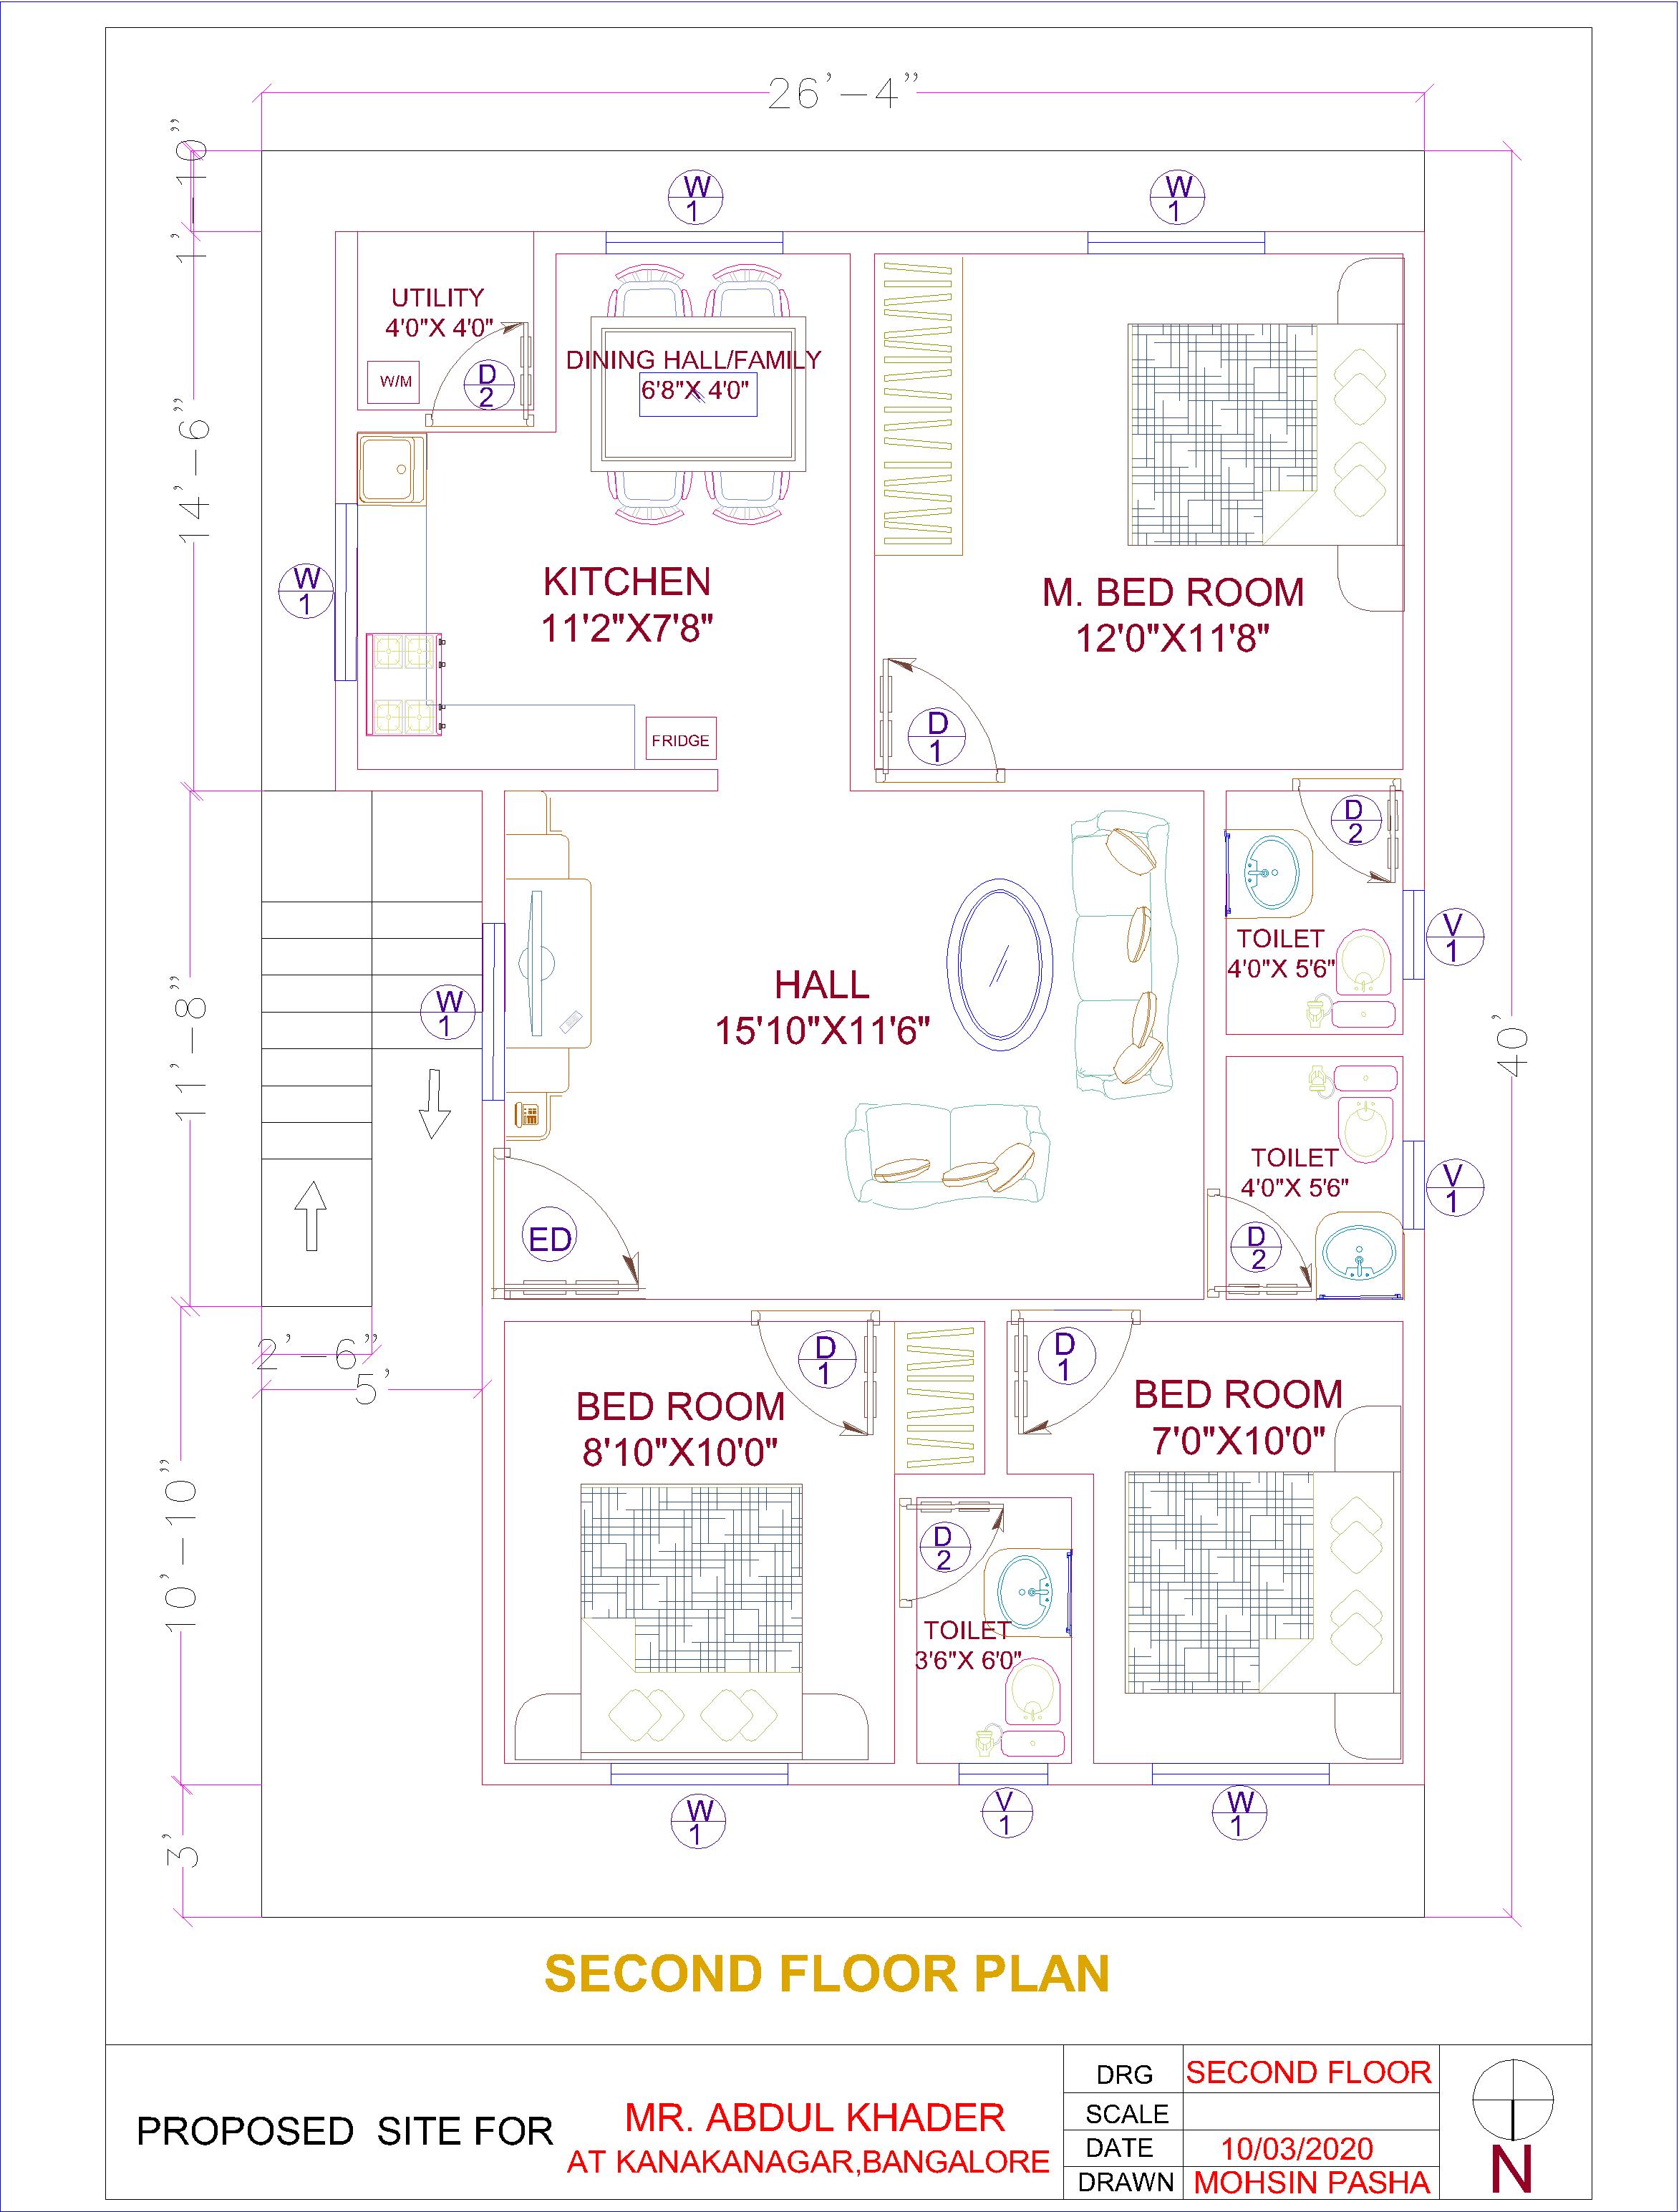 26'-4"
1'-10"
W
1
W
1
UTILITY
4'0"X 4'0"
W/M
D
2
DINING HALL/FAMILY
6'8"X 4'0"
14'-6"
W
1
KITCHEN
11'2"X7'8"
M. BED ROOM
12'0"X11'8"
FRIDGE
D
1
D
2
TOILET
4'0"X 5'6"
V
1
11'-8"
W
1
HALL
15'10"X11'6"
40'
TOILET
4'0"X 5'6"
V
1
ED
D
2
2'-6"
5'
D
1
D
1
BED ROOM
8'10"X10'0"
BED ROOM
7'0"X10'0"
10'-10"
D
2
TOILET
3'6"X 6'0"
W
1
V
1
W
1
3'
SECOND FLOOR PLAN
PROPOSED SITE FOR
MR. ABDUL KHADER
AT KANAKANAGAR,BANGALORE
DRG SECOND FLOOR
SCALE
DATE 10/03/2020
DRAWN MOHSIN PASHA
N